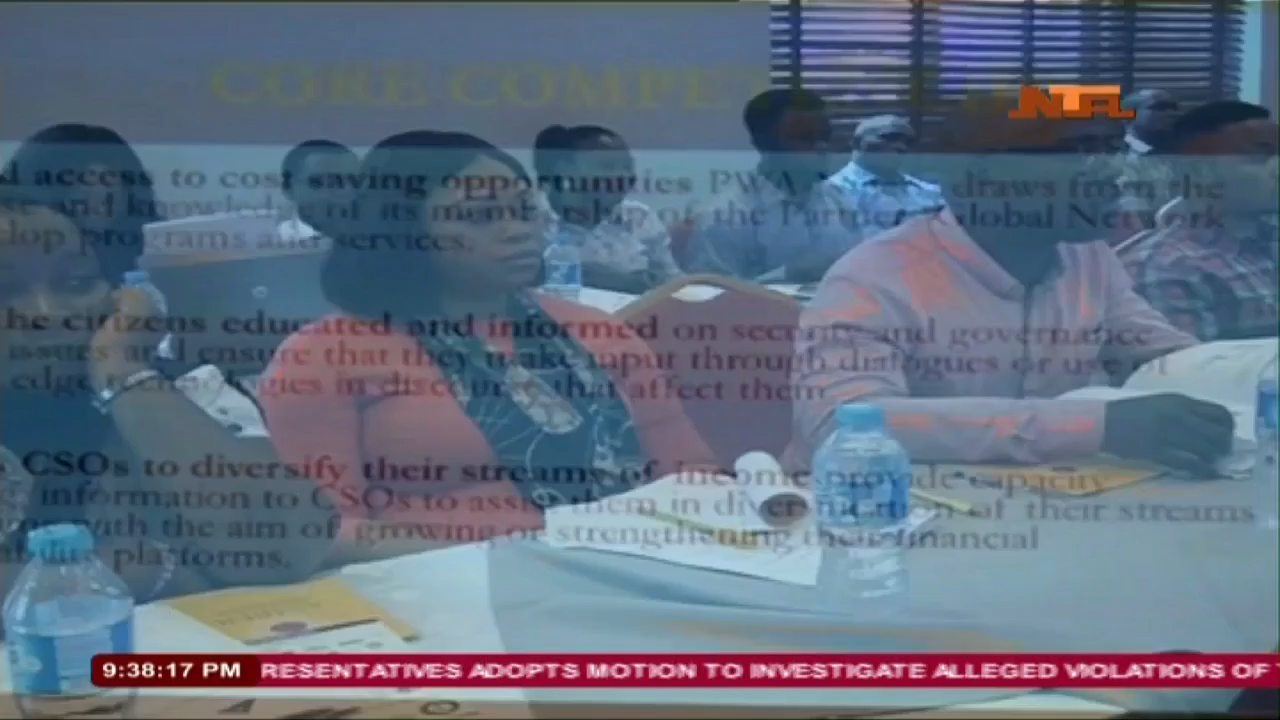 CORE COMPE
NTA
access to cost saving opportunities PWA draws from the
and knowledge of its membership of the Partners Global Network
programs and services.
citizens educated and informed on security and governance
issues and ensure that they make input through dialogues or use of
edge technologies in discourse that affect them
CSOs to diversify their streams of income provide capacity
information to CSOs to assist them in diversification of their streams
with the aim of growing or strengthening their financial
platforms.
9:38:17 PM RESENTATIVES ADOPTS MOTION TO INVESTIGATE ALLEGED VIOLATIONS OF